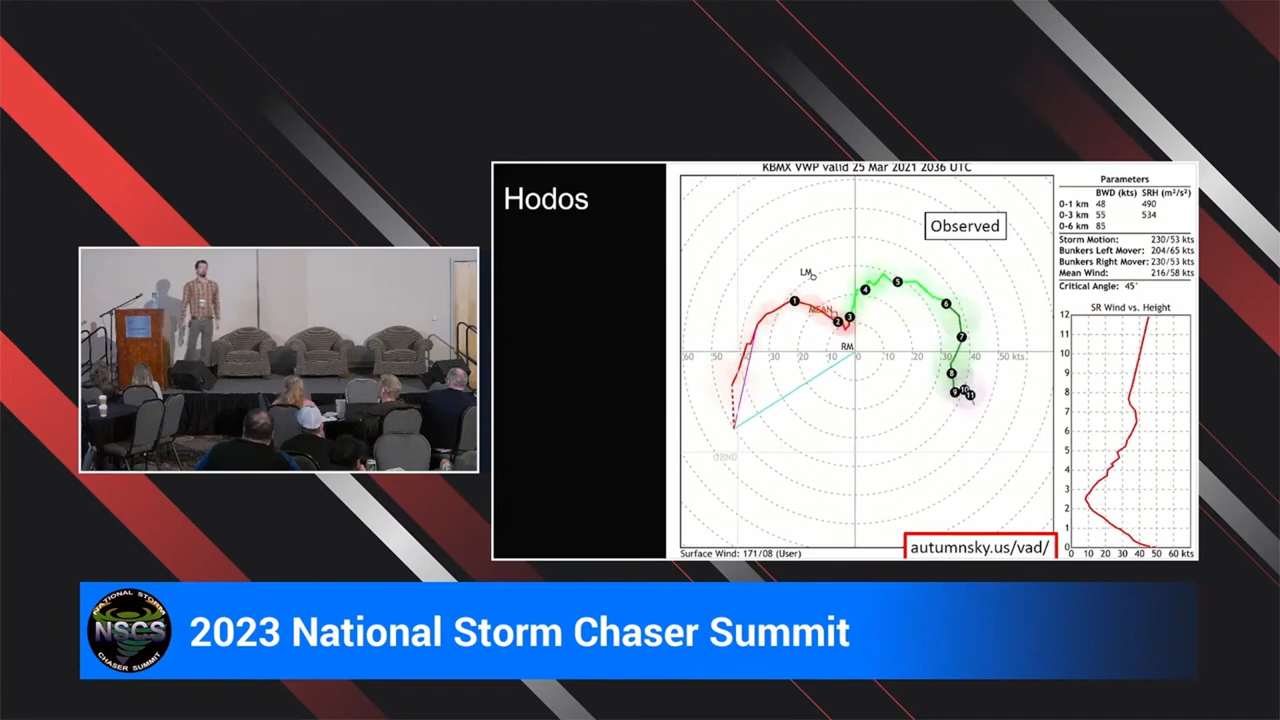 Hodos
KBMX VWP valid 25 Mar 2021 2036 UTC
Observed
LM
1
MEAN
2
3
4
5
6
7
8
9
10
11
RM
60 50 20 10 0 20 30 40 50 kts
Surface Wind: 171/08 (User)
autumnsky.us/vad/
Parameters
BWD (kts) SRH (m²/s²)
0-1 km 48 490
0-3 km 55 534
0-6 km 85
Storm Motion: 230/53 kts
Bunkers Left Mover: 204/65 kts
Bunkers Right Mover: 230/53 kts
Mean Wind: 216/58 kts
Critical Angle: 45°
SR Wind vs. Height
12
11
10
9
8
7
6
5
4
3
2
1
0
0 10 20 30 40 50 60 kts
NATIONAL STORM
NSCS
CHASER SUMMIT
2023 National Storm Chaser Summit